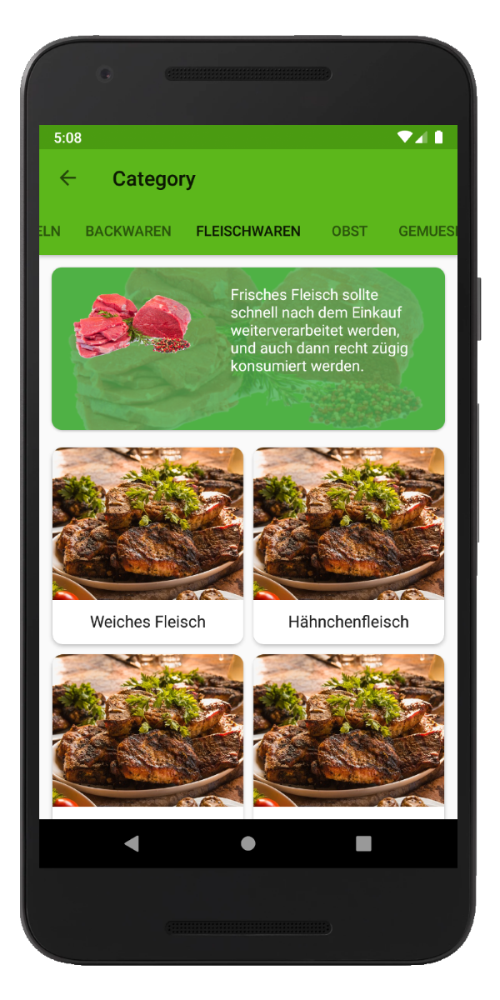 5:08
Category
ELN BACKWAREN FLEISCHWAREN OBST GEMUES
Frisches Fleisch sollte
schnell nach dem Einkauf
weiterverarbeitet werden,
und auch dann recht zügig
konsumiert werden.
Weiches Fleisch
Hähnchenfleisch